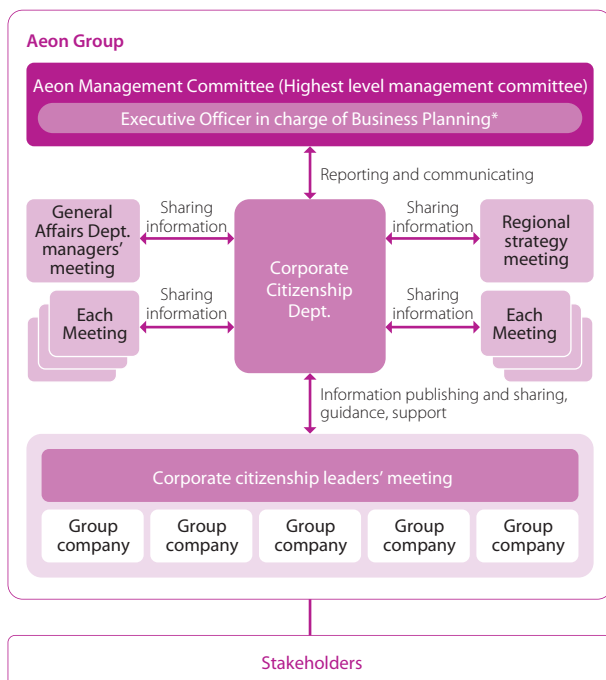 Aeon Group
Aeon Management Committee (Highest level management committee)
Executive Officer in charge of Business Planning*
Reporting and communicating
General
Affairs Dept.
managers’
meeting
Sharing
information
Corporate
Citizenship
Dept.
Sharing
information
Regional
strategy
meeting
Each
Meeting
Sharing
information
Sharing
information
Each
Meeting
Information publishing and sharing,
guidance, support
Corporate citizenship leaders’ meeting
Group
company
Group
company
Group
company
Group
company
Group
company
Stakeholders